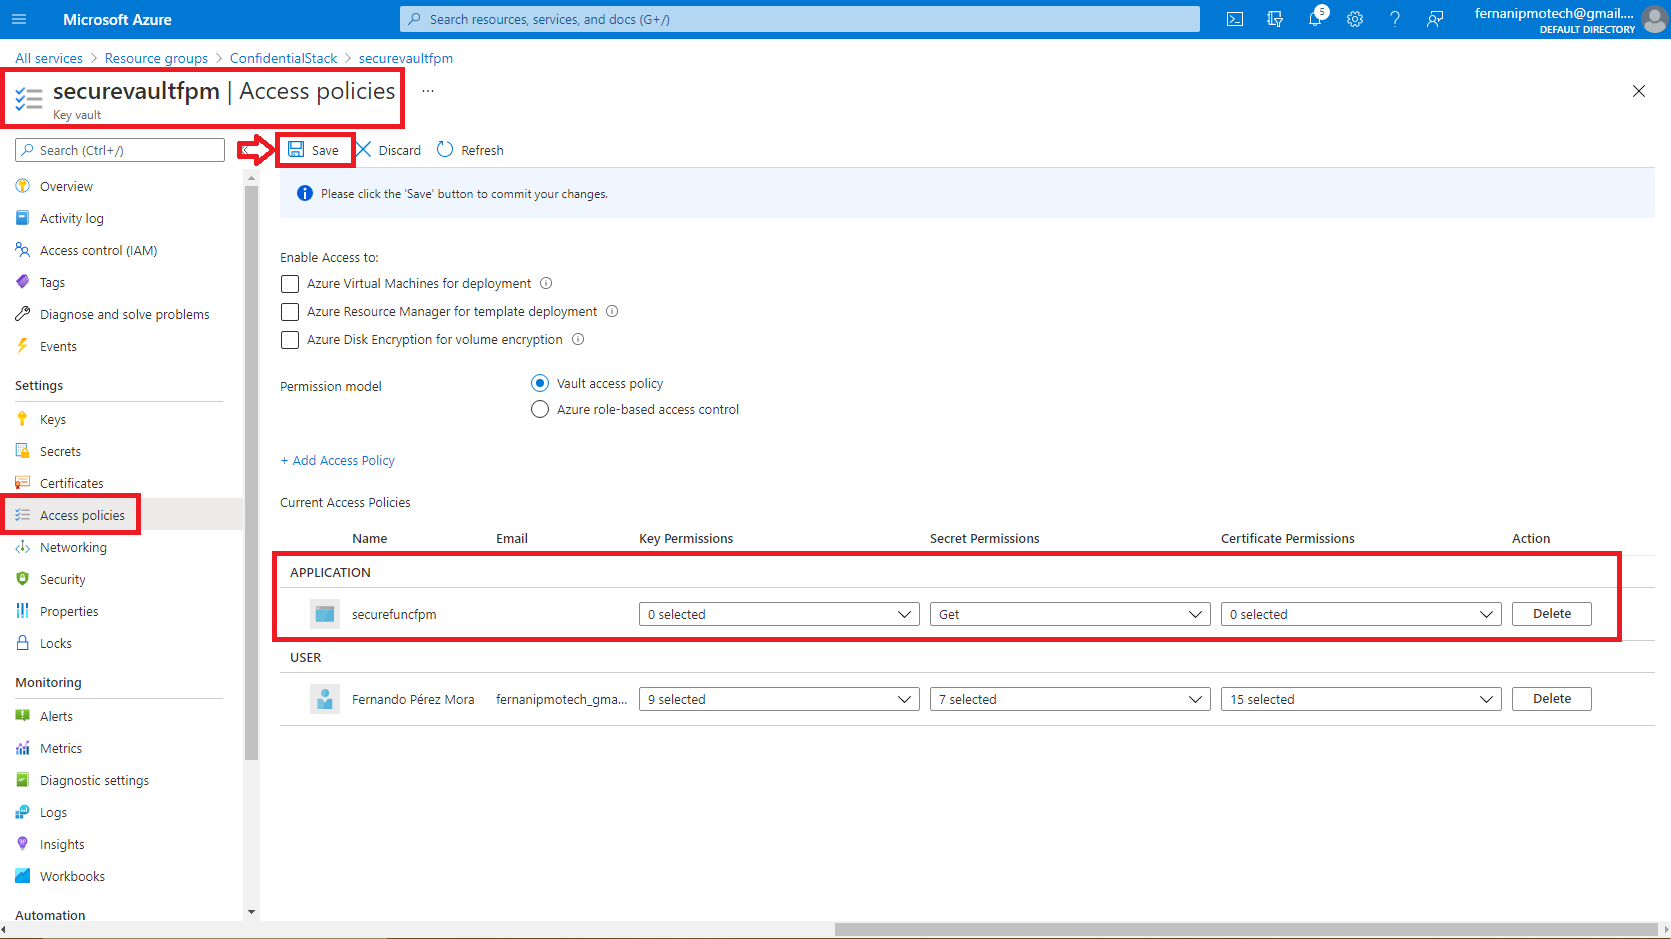 Microsoft Azure
Search resources, services, and docs (G+/)
5
fernanipmotech@gmail....
DEFAULT DIRECTORY
All services > Resource groups > ConfidentialStack > securevaultfpm
securevaultfpm | Access policies ...
Key vault
Search (Ctrl+/)
Save
Discard
Refresh
Overview
Activity log
Access control (IAM)
Tags
Diagnose and solve problems
Events
Settings
Keys
Secrets
Certificates
Access policies
Networking
Security
Properties
Locks
Monitoring
Alerts
Metrics
Diagnostic settings
Logs
Insights
Workbooks
Automation
Please click the 'Save' button to commit your changes.
Enable Access to:
Azure Virtual Machines for deployment
Azure Resource Manager for template deployment
Azure Disk Encryption for volume encryption
Permission model
Vault access policy
Azure role-based access control
+ Add Access Policy
Current Access Policies
Name Email Key Permissions Secret Permissions Certificate Permissions Action
APPLICATION
securefuncfpm 0 selected Get 0 selected Delete
USER
Fernando Pérez Mora fernanipmotech_gma... 9 selected 7 selected 15 selected Delete